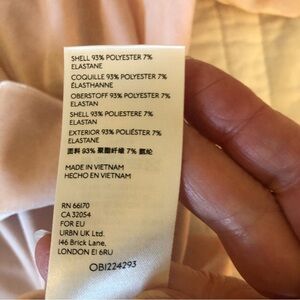 SHELL 93% POLYESTER 7%
ELASTANE
COQUILLE 93% POLYESTER 7%
ÉLASTHANNE
OBERSTOFF 93% POLYESTER 7%
ELASTAN
SHELL 93% POLIESTERE 7%
ELASTAN
EXTERIOR 93% POLIÉSTER 7%
ELASTANE
面料 93% 聚酯纤维 7% 氨纶
MADE IN VIETNAM
HECHO EN VIETNAM
RN 66170
CA 32054
FOR EU
URBN UK Ltd.
146 Brick Lane,
LONDON E1 6RU
OB1224293